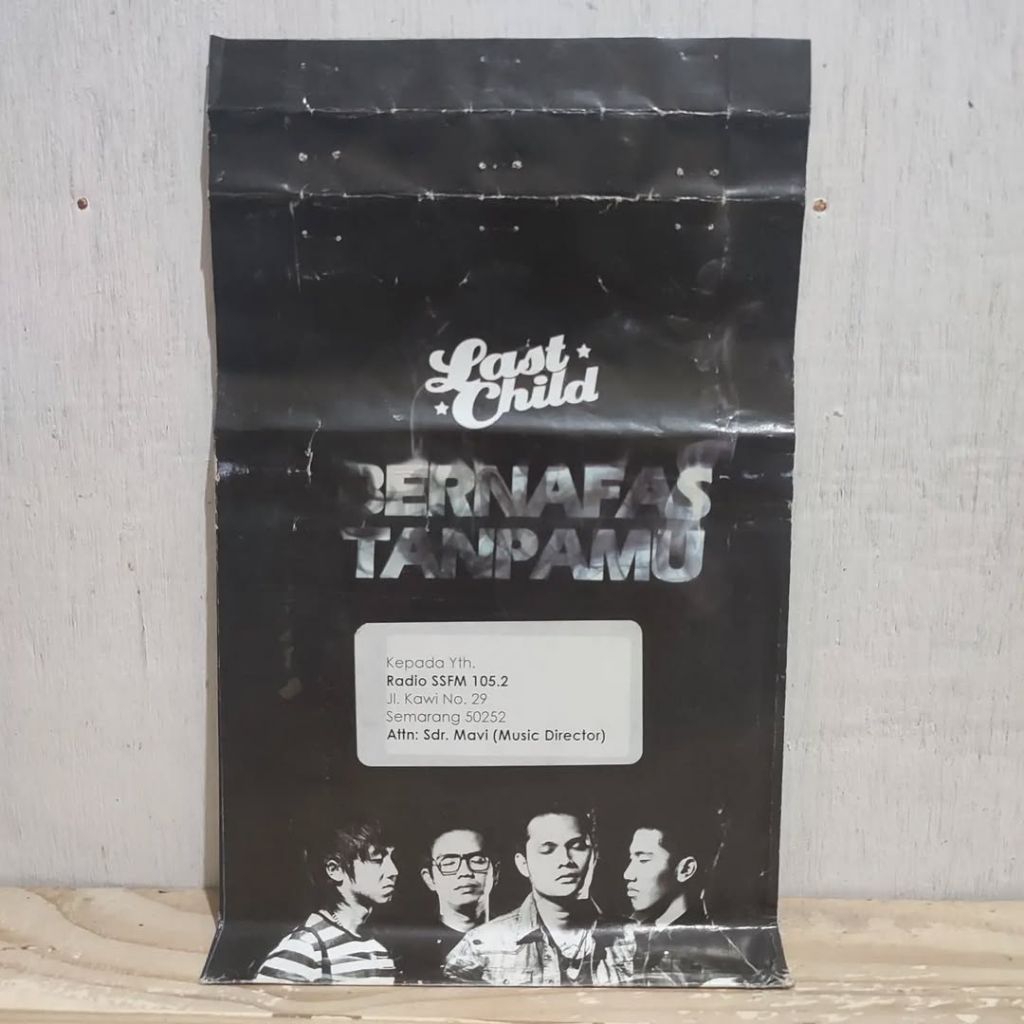 Last
Child
BERNAFAS
TANPAMU
Kepada Yth.
Radio SSFM 105.2
Jl. Kawi No. 29
Semarang 50252
Attn: Sdr. Mavi (Music Director)